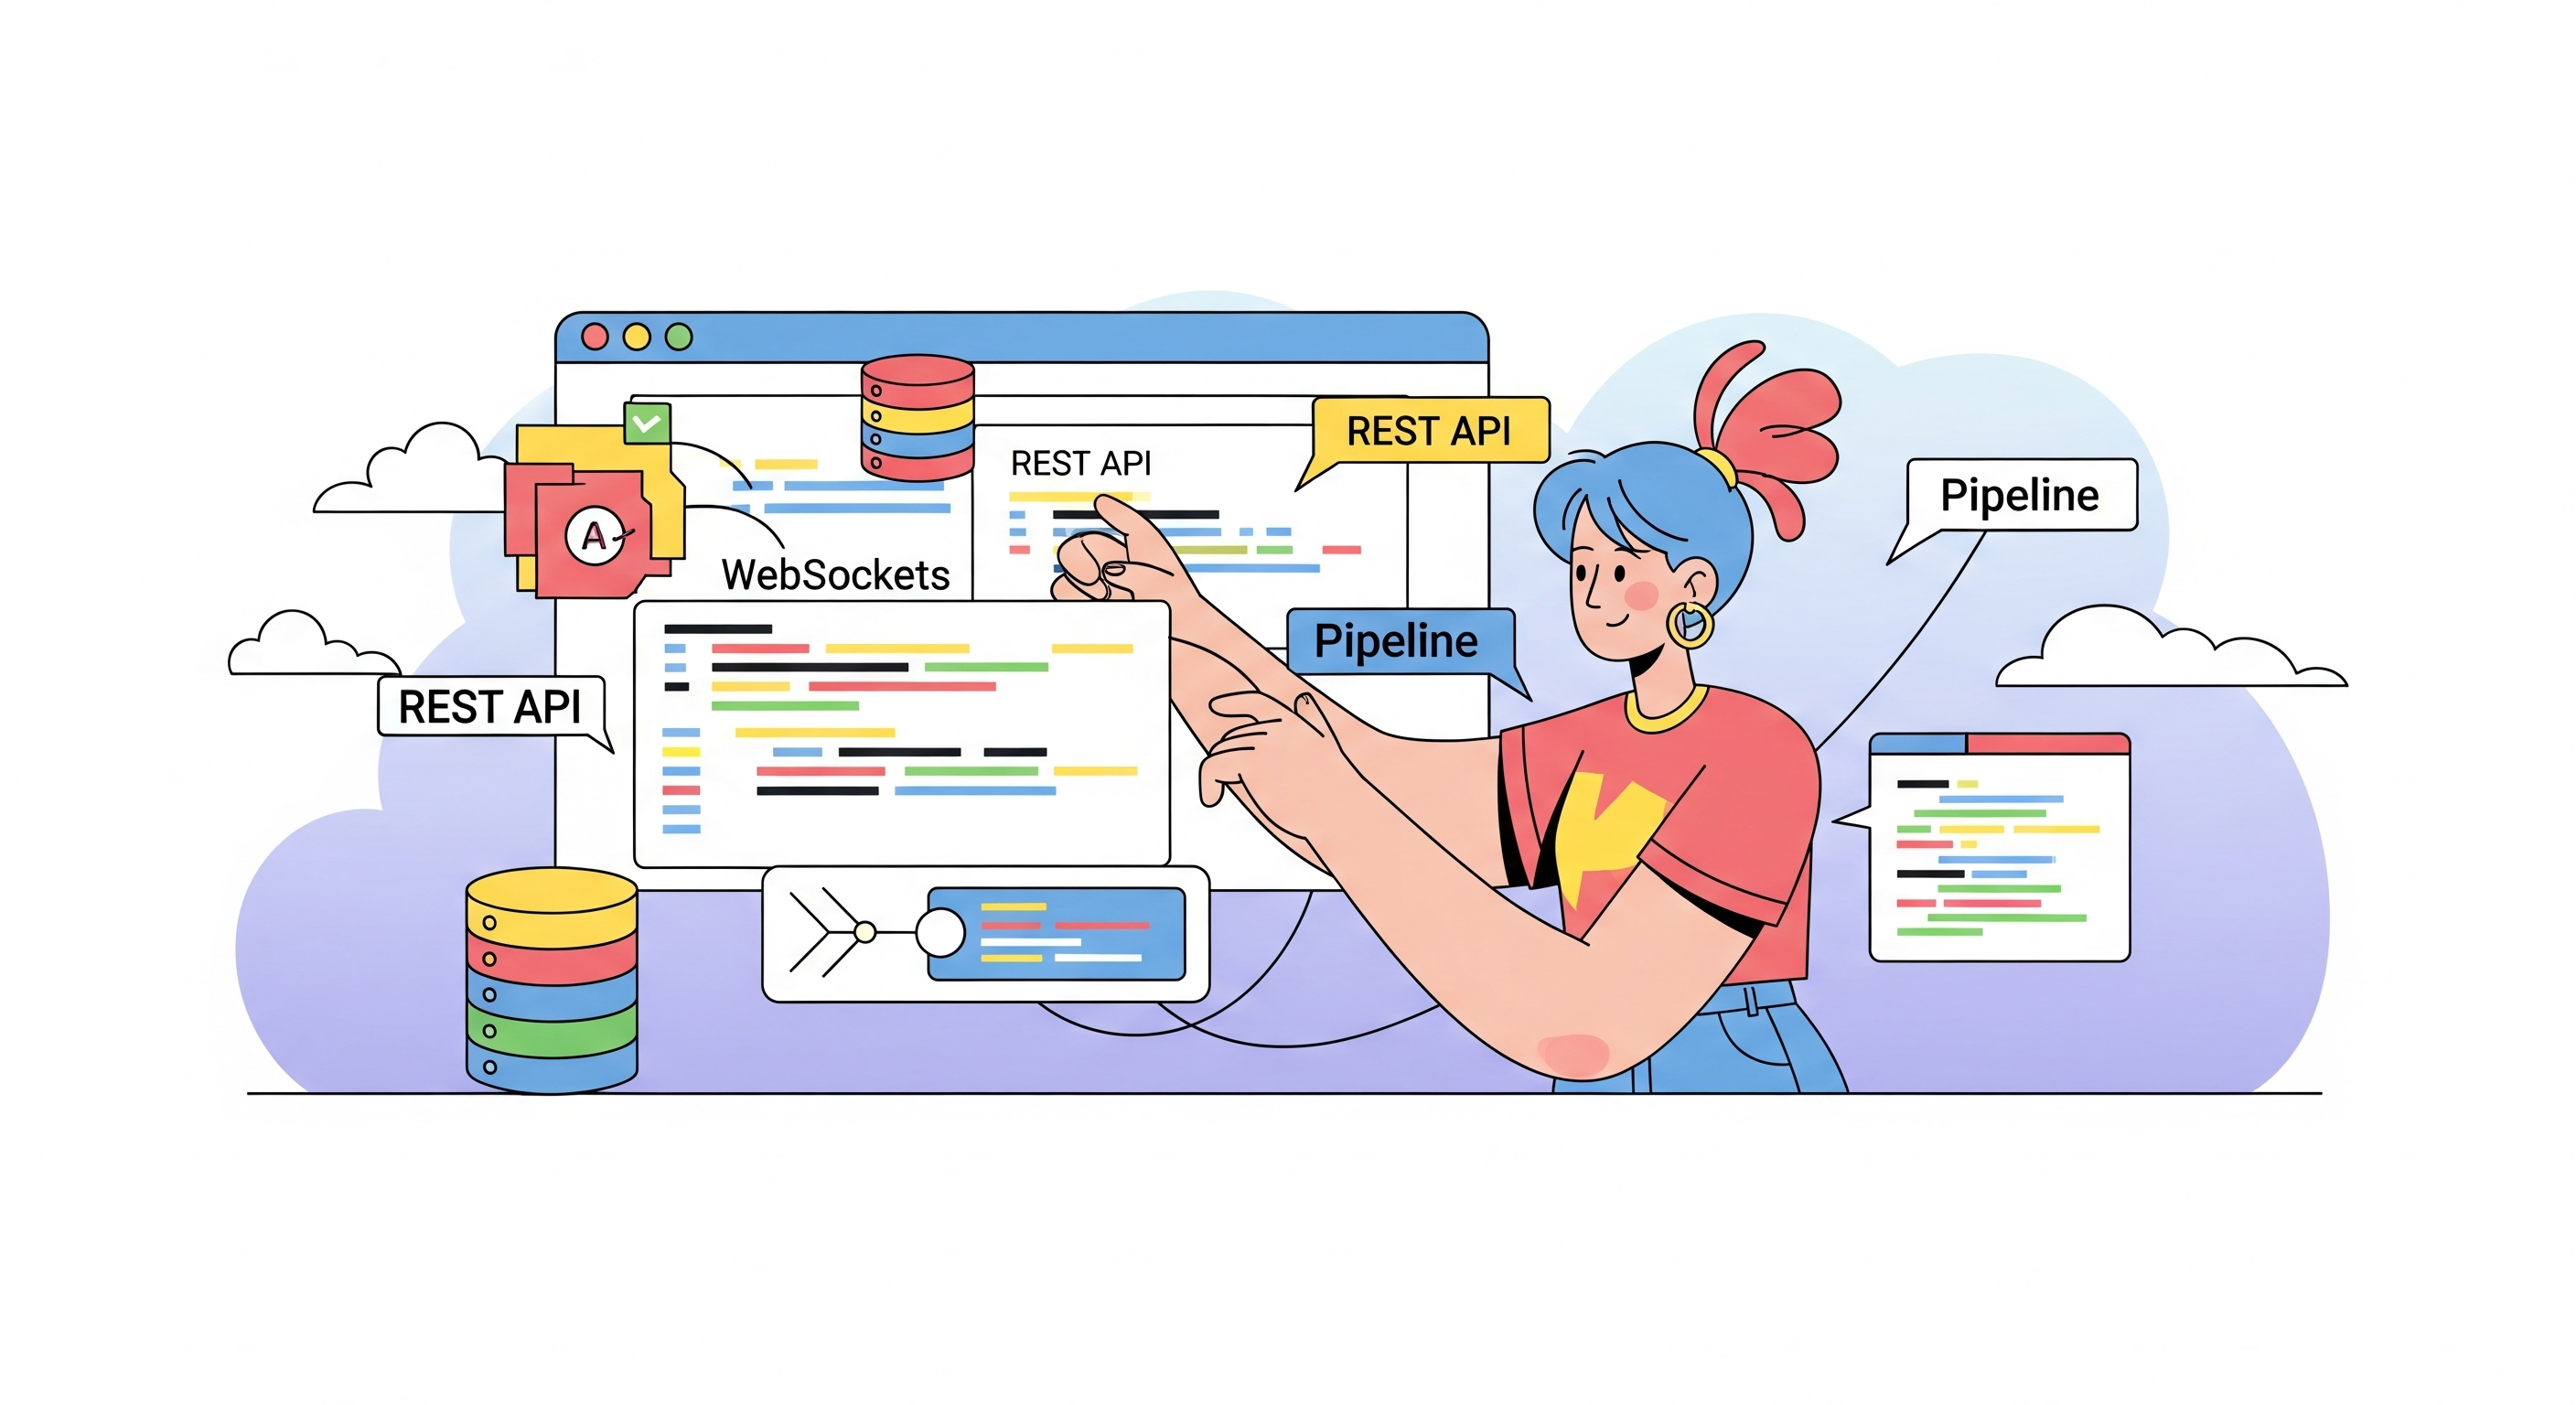 REST API
REST API
Pipeline
A
WebSockets
Pipeline
REST API